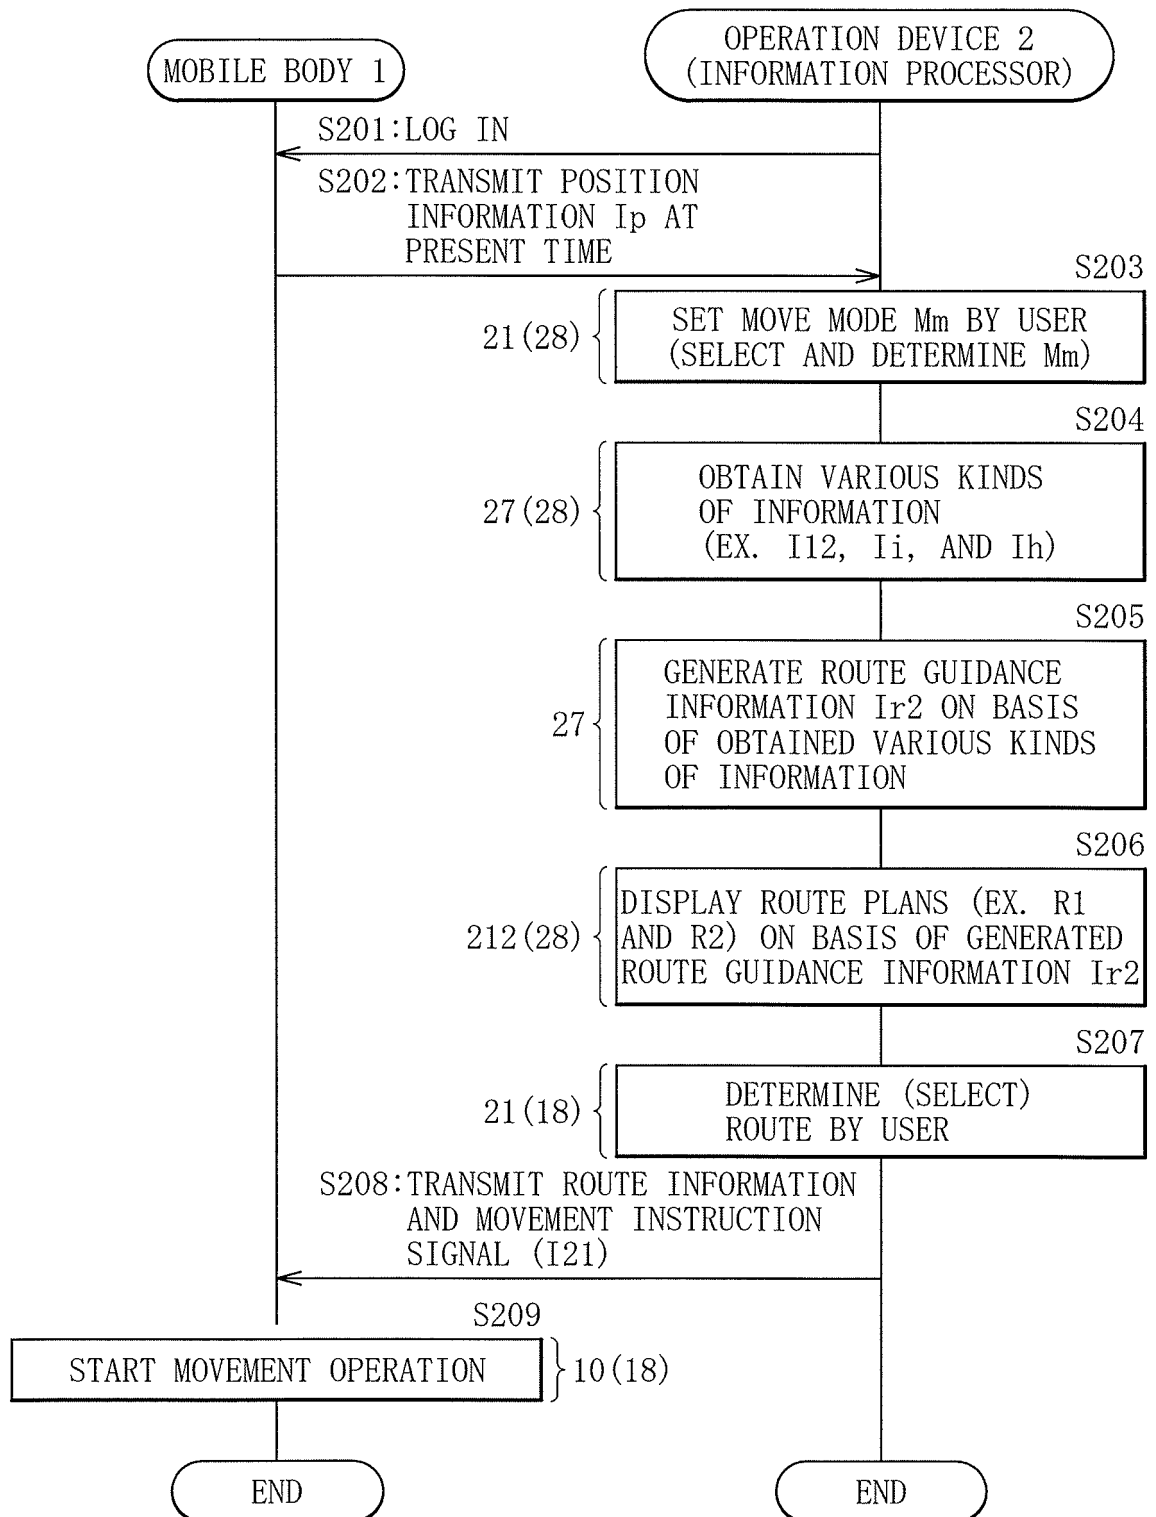 MOBILE BODY 1
OPERATION DEVICE 2
(INFORMATION PROCESSOR)
S201:LOG IN
S202:TRANSMIT POSITION
INFORMATION Ip AT
PRESENT TIME
S203
21(28)
SET MOVE MODE Mm BY USER
(SELECT AND DETERMINE Mm)
S204
27(28)
OBTAIN VARIOUS KINDS
OF INFORMATION
(EX. I12, Ii, AND Ih)
S205
27
GENERATE ROUTE GUIDANCE
INFORMATION Ir2 ON BASIS
OF OBTAINED VARIOUS KINDS
OF INFORMATION
S206
212(28)
DISPLAY ROUTE PLANS (EX. R1
AND R2) ON BASIS OF GENERATED
ROUTE GUIDANCE INFORMATION Ir2
S207
21(18)
DETERMINE (SELECT)
ROUTE BY USER
S208:TRANSMIT ROUTE INFORMATION
AND MOVEMENT INSTRUCTION
SIGNAL (I21)
S209
START MOVEMENT OPERATION
10(18)
END
END